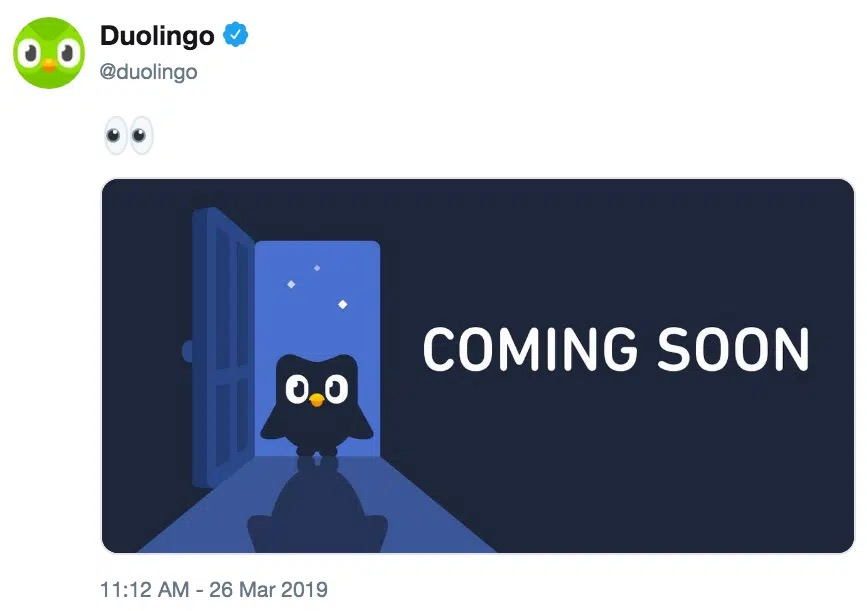 Duolingo
@duolingo
👀
COMING SOON
11:12 AM - 26 Mar 2019